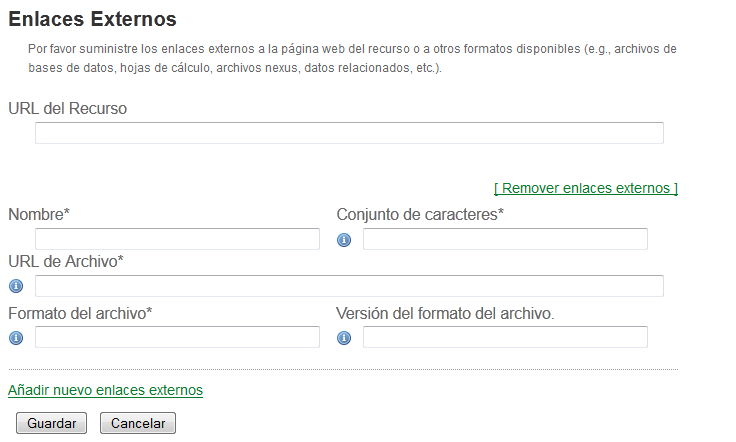 Enlaces Externos
Por favor suministre los enlaces externos a la página web del recurso o a otros formatos disponibles (e.g., archivos de
bases de datos, hojas de cálculo, archivos nexus, datos relacionados, etc.).
URL del Recurso
[ Remover enlaces externos ]
Nombre* Conjunto de caracteres*
URL de Archivo*
Formato del archivo* Versión del formato del archivo.
Añadir nuevo enlaces externos
Guardar Cancelar